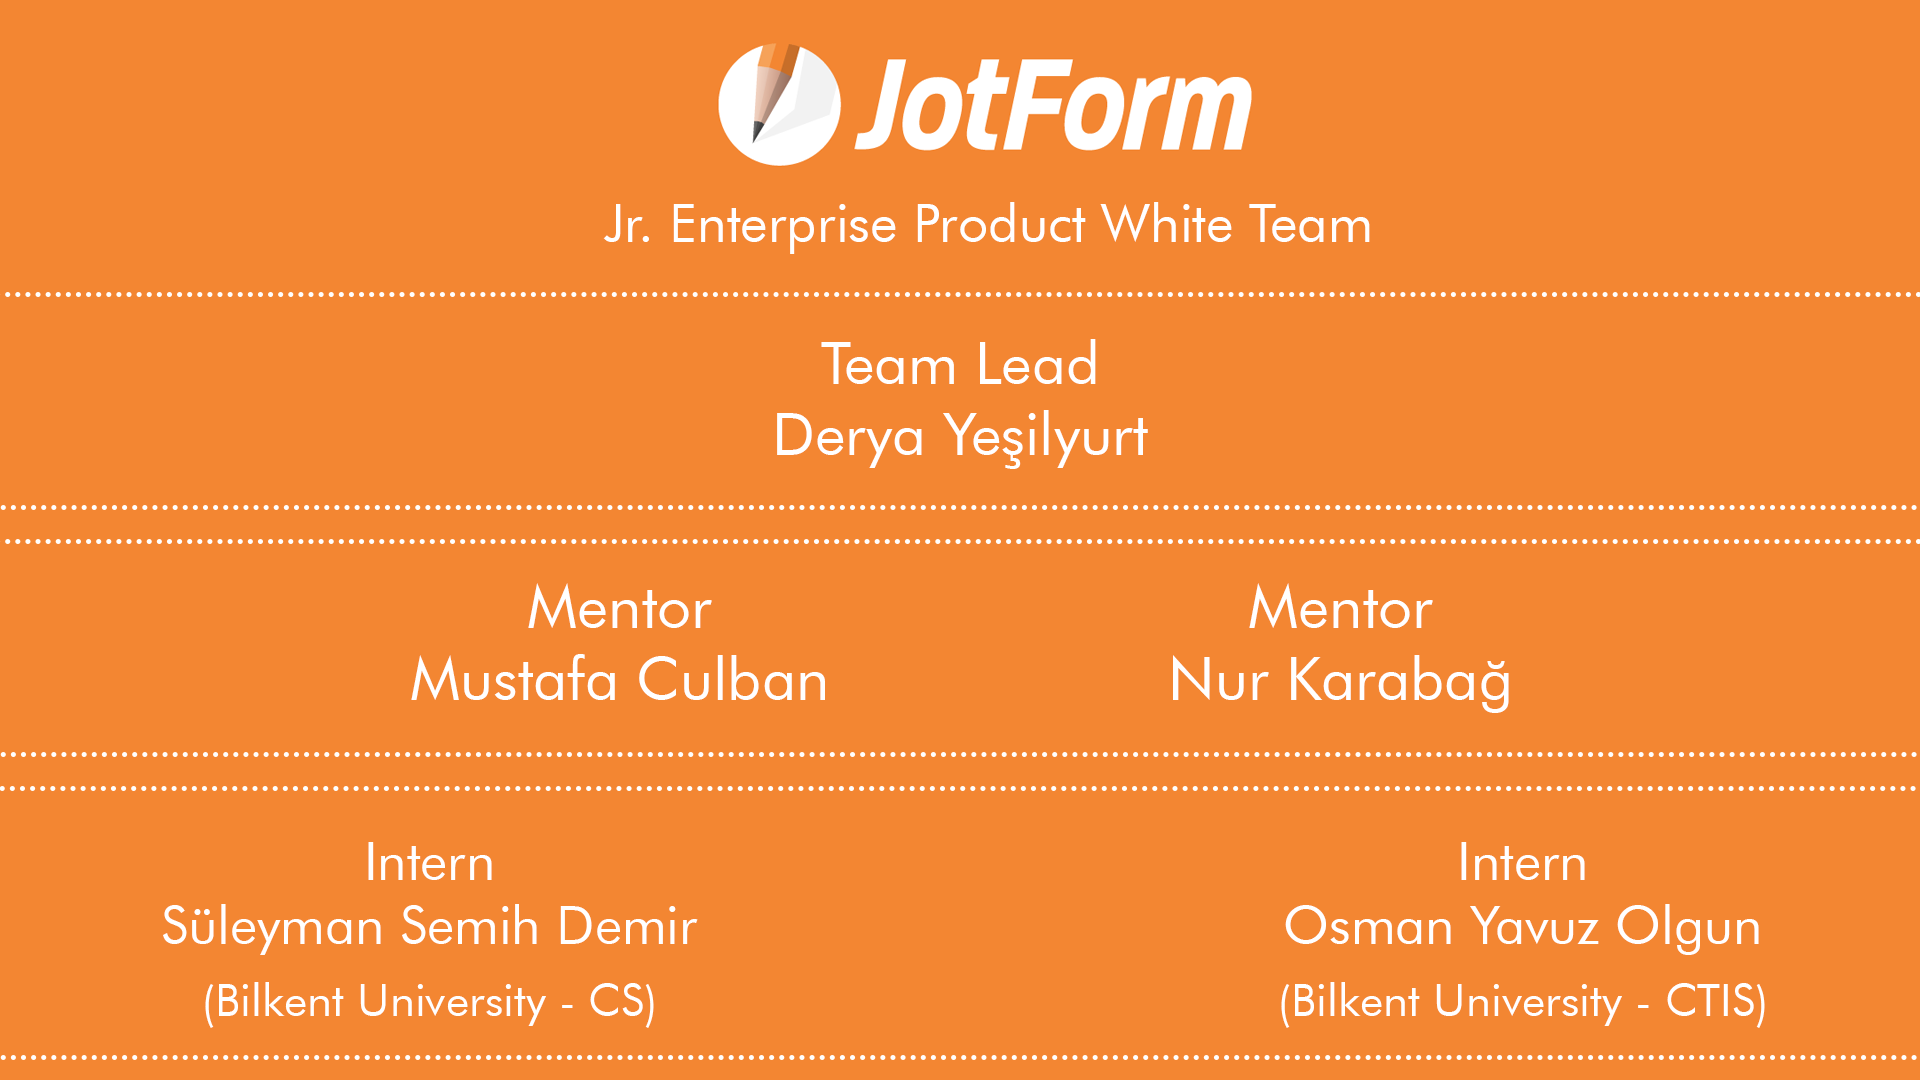 JotForm
Jr. Enterprise Product White Team
Team Lead
Derya Yeşilyurt
Mentor
Mustafa Culban
Mentor
Nur Karabağ
Intern
Süleyman Semih Demir
(Bilkent University - CS)
Intern
Osman Yavuz Olgun
(Bilkent University - CTIS)